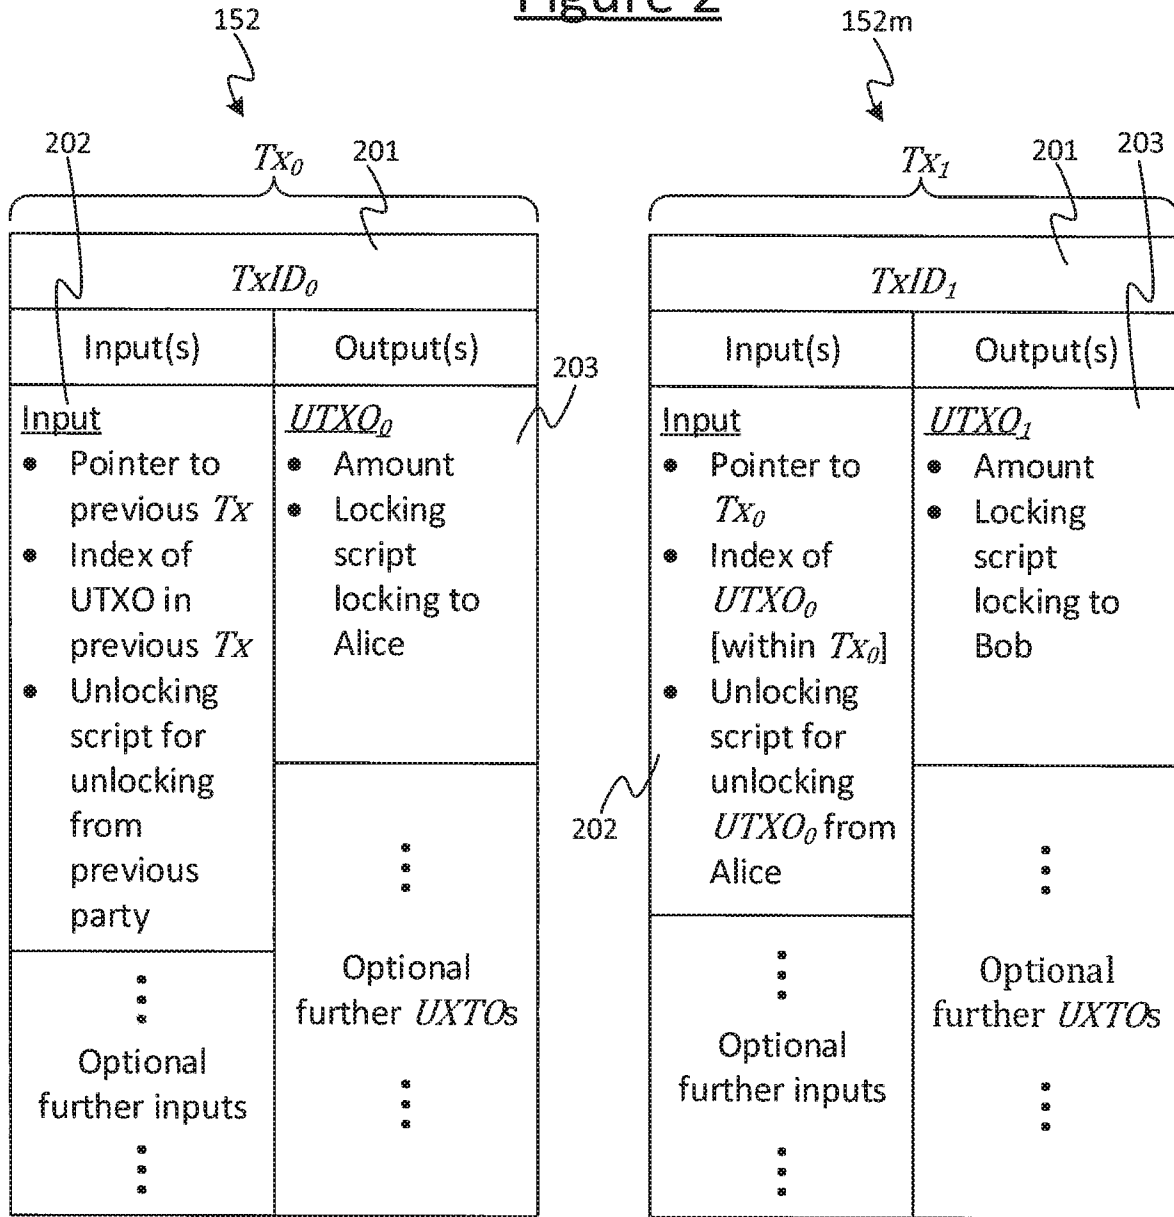 Figure 2
152
152m
202
Tx0
201
Tx1
201
203
TxID0
Input(s)
Output(s)
Input
• Pointer to
previous Tx
• Index of
UTXO in
previous Tx
• Unlocking
script for
unlocking
from
previous
party
Optional
further inputs
UTXO0
• Amount
• Locking
script
locking to
Alice
203
Optional
further UXTOs
TxID1
Input(s)
Output(s)
Input
• Pointer to
Tx0
• Index of
UTXO0
[within Tx0]
• Unlocking
script for
unlocking
UTXO0 from
Alice
202
Optional
further inputs
UTXO1
• Amount
• Locking
script
locking to
Bob
Optional
further UXTOs